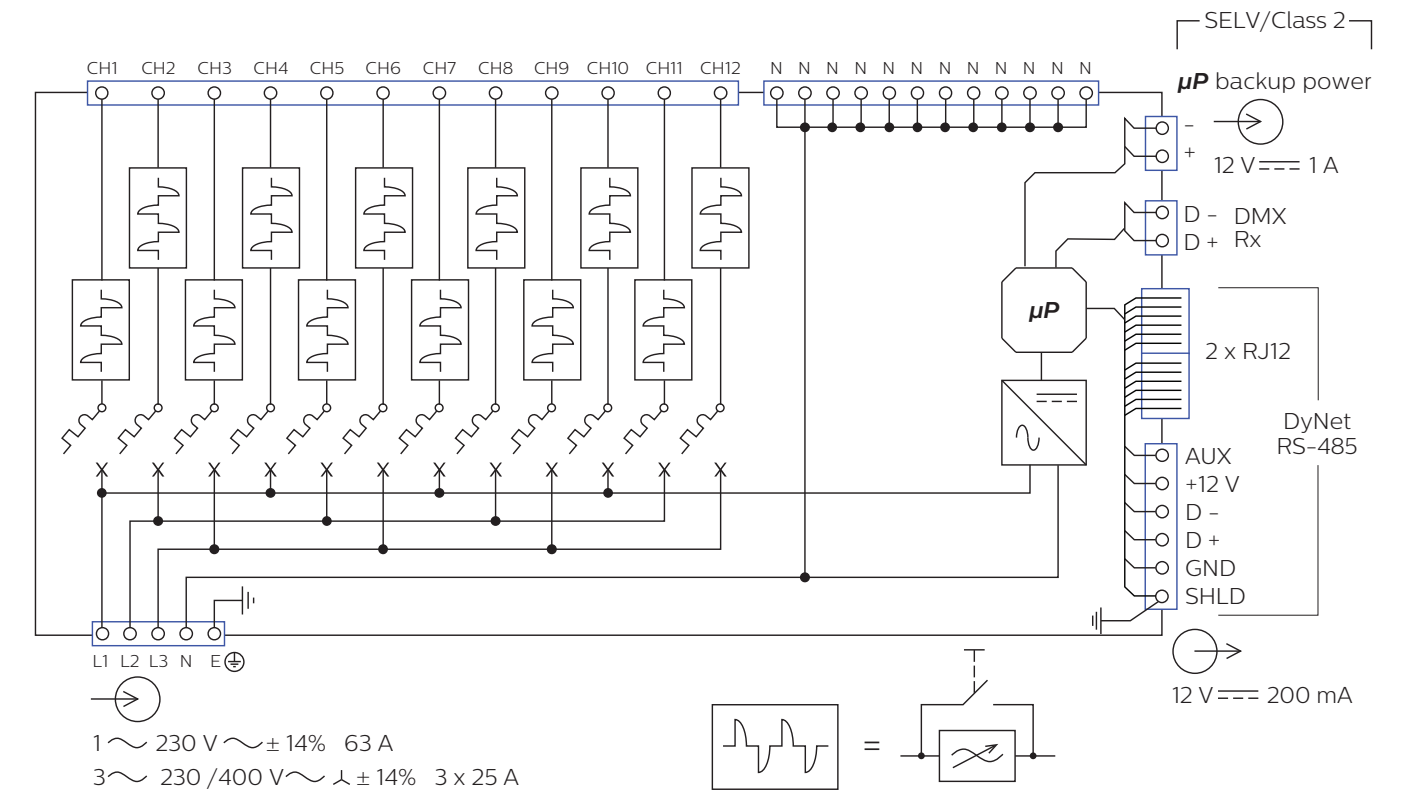 SELV/Class 2
CH1 CH2 CH3 CH4 CH5 CH6 CH7 CH8 CH9 CH10 CH11 CH12 N N N N N N N N N N N N
µP backup power
-
+
12 V 1 A
D - DMX
D + Rx
µP
2 x RJ12
DyNet
RS-485
AUX
+12 V
D -
D +
GND
SHLD
L1 L2 L3 N E
12 V 200 mA
1 ~ 230 V ~ ± 14% 63 A
=
3 ~ 230 /400 V ~ ⅄ ± 14% 3 x 25 A